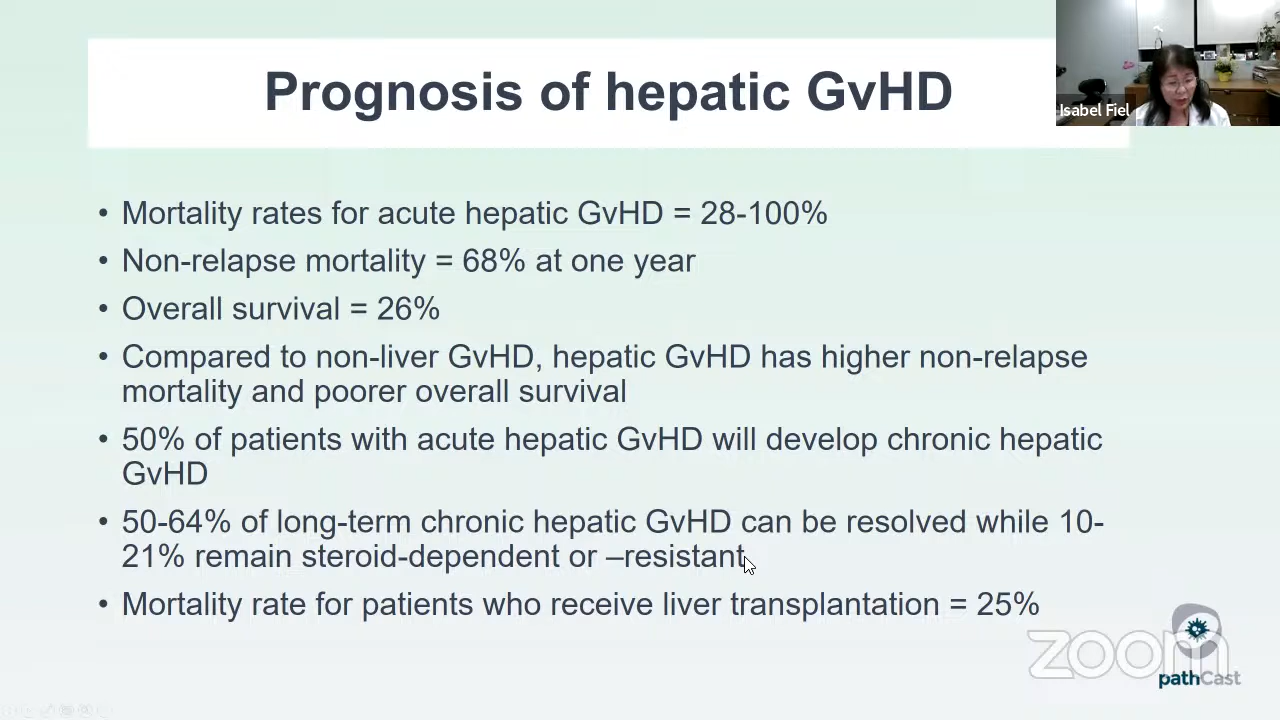 Prognosis of hepatic GvHD
Isabel Fiel
• Mortality rates for acute hepatic GvHD = 28-100%
• Non-relapse mortality = 68% at one year
• Overall survival = 26%
• Compared to non-liver GvHD, hepatic GvHD has higher non-relapse
mortality and poorer overall survival
• 50% of patients with acute hepatic GvHD will develop chronic hepatic
GvHD
• 50-64% of long-term chronic hepatic GvHD can be resolved while 10-
21% remain steroid-dependent or –resistant
• Mortality rate for patients who receive liver transplantation = 25%
zoom
pathCast